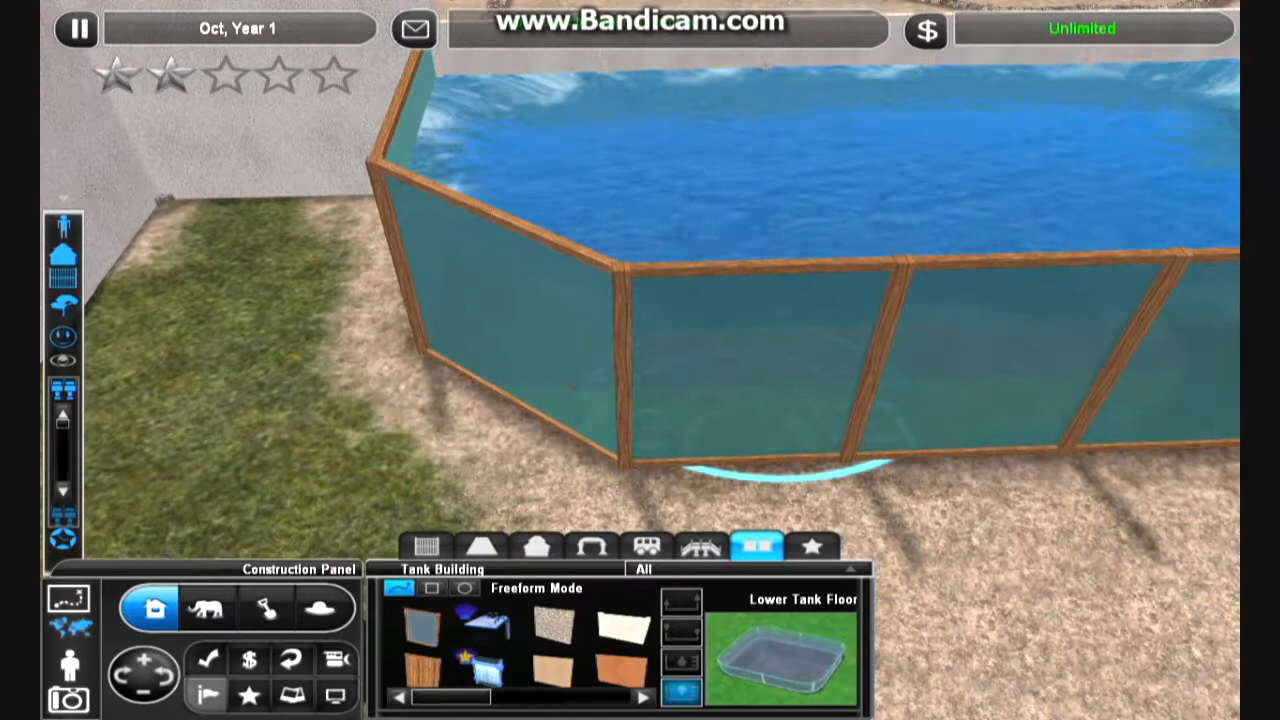 www.Bandicam.com
Oct, Year 1
$
Unlimited
Construction Panel
Tank Building
All
Freeform Mode
Lower Tank Floor
$